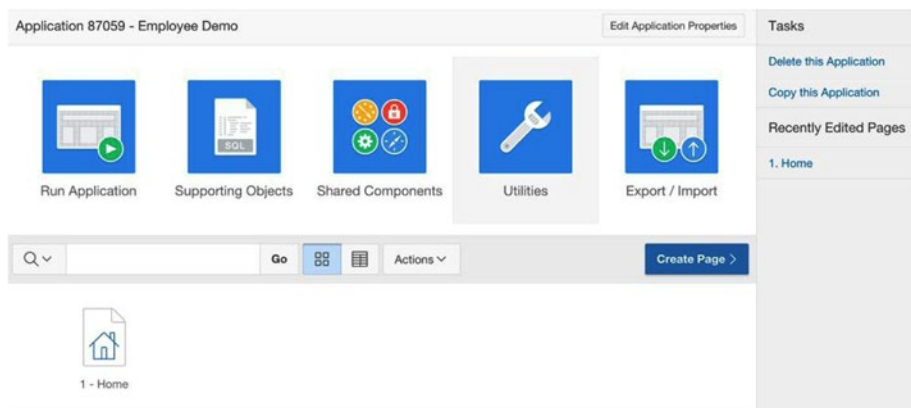 Application 87059 - Employee Demo
Edit Application Properties
Run Application
SQL
Supporting Objects
Shared Components
Utilities
Export / Import
Go
Actions
Create Page >
1 - Home
Tasks
Delete this Application
Copy this Application
Recently Edited Pages
1. Home